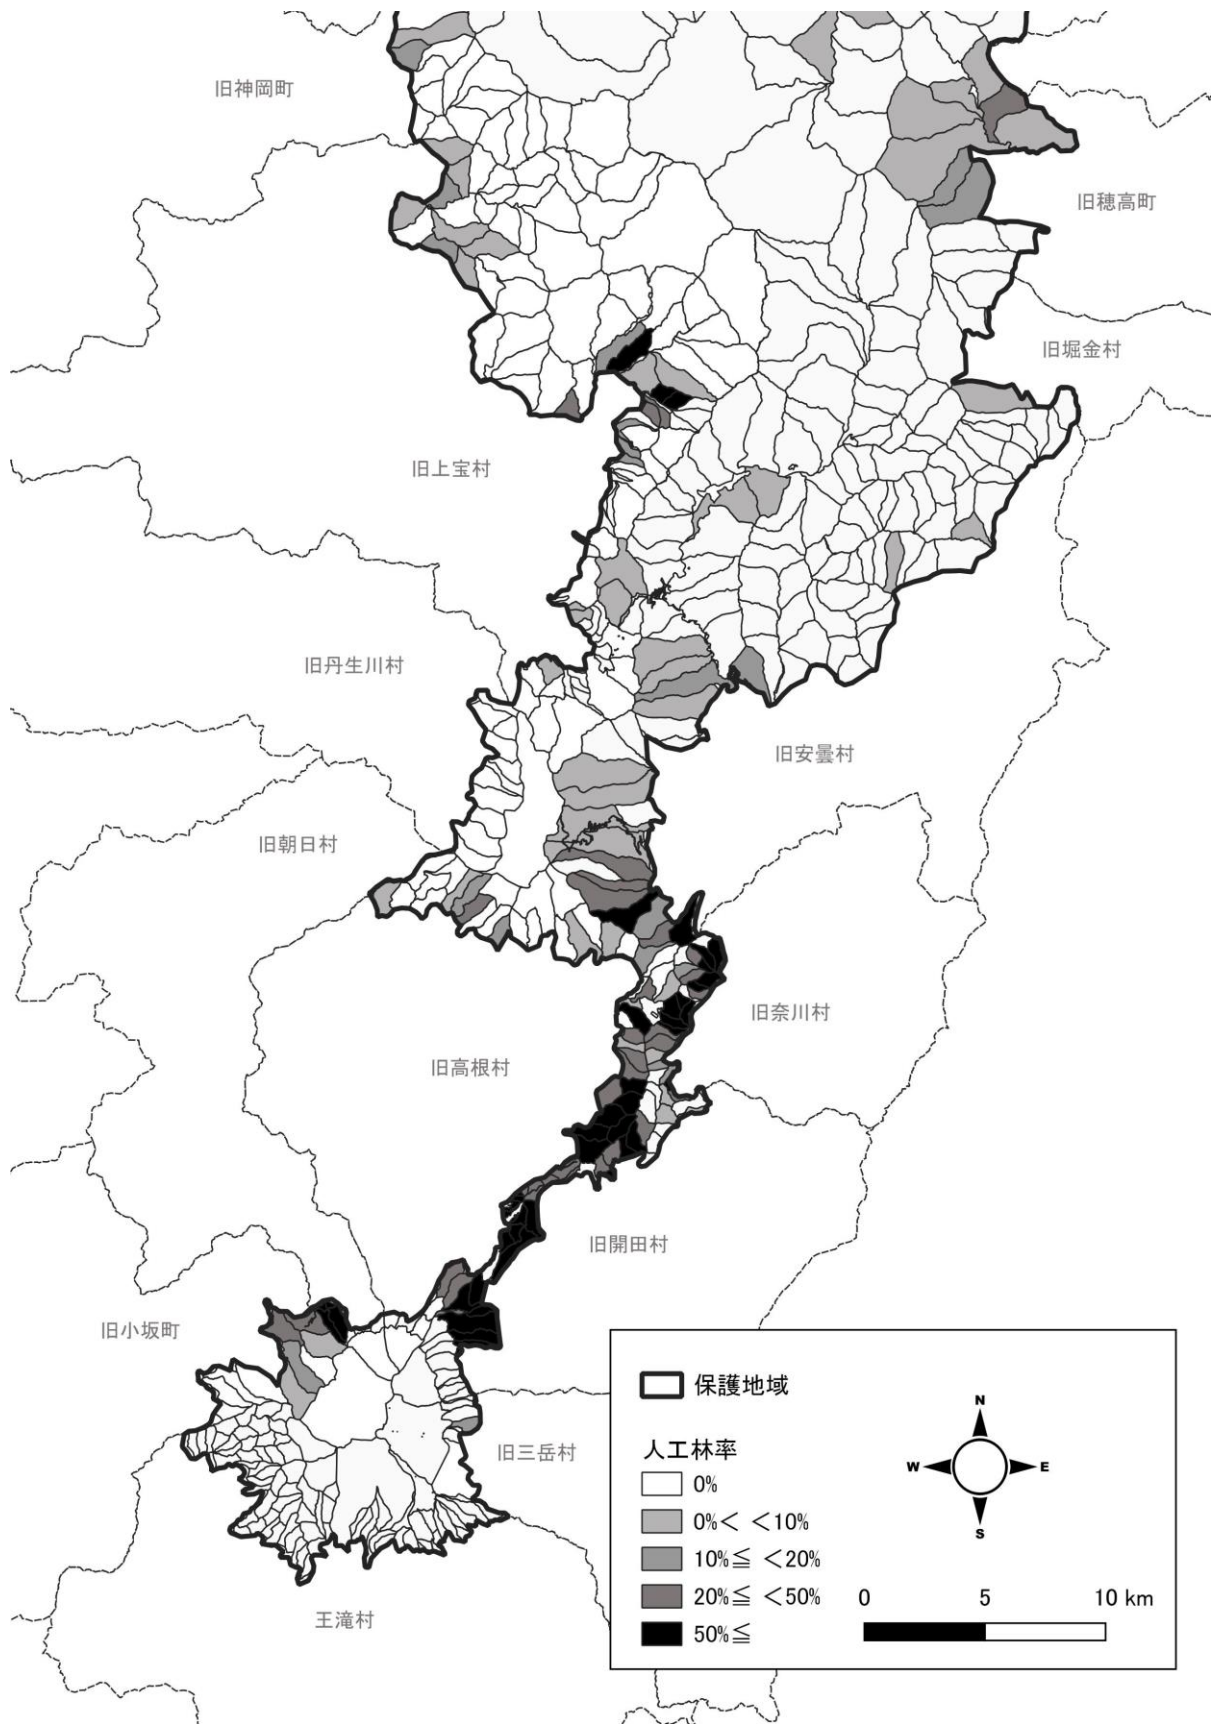 旧神岡町
旧穂高町
旧堀金村
旧上宝村
旧丹生川村
旧安曇村
旧朝日村
旧奈川村
旧高根村
旧開田村
旧小坂町
旧三岳村
王滝村
保護地域
人工林率
0%
0%< <10%
10%≦ <20%
20%≦ <50%
50%≦
N
W E
S
0 5 10 km